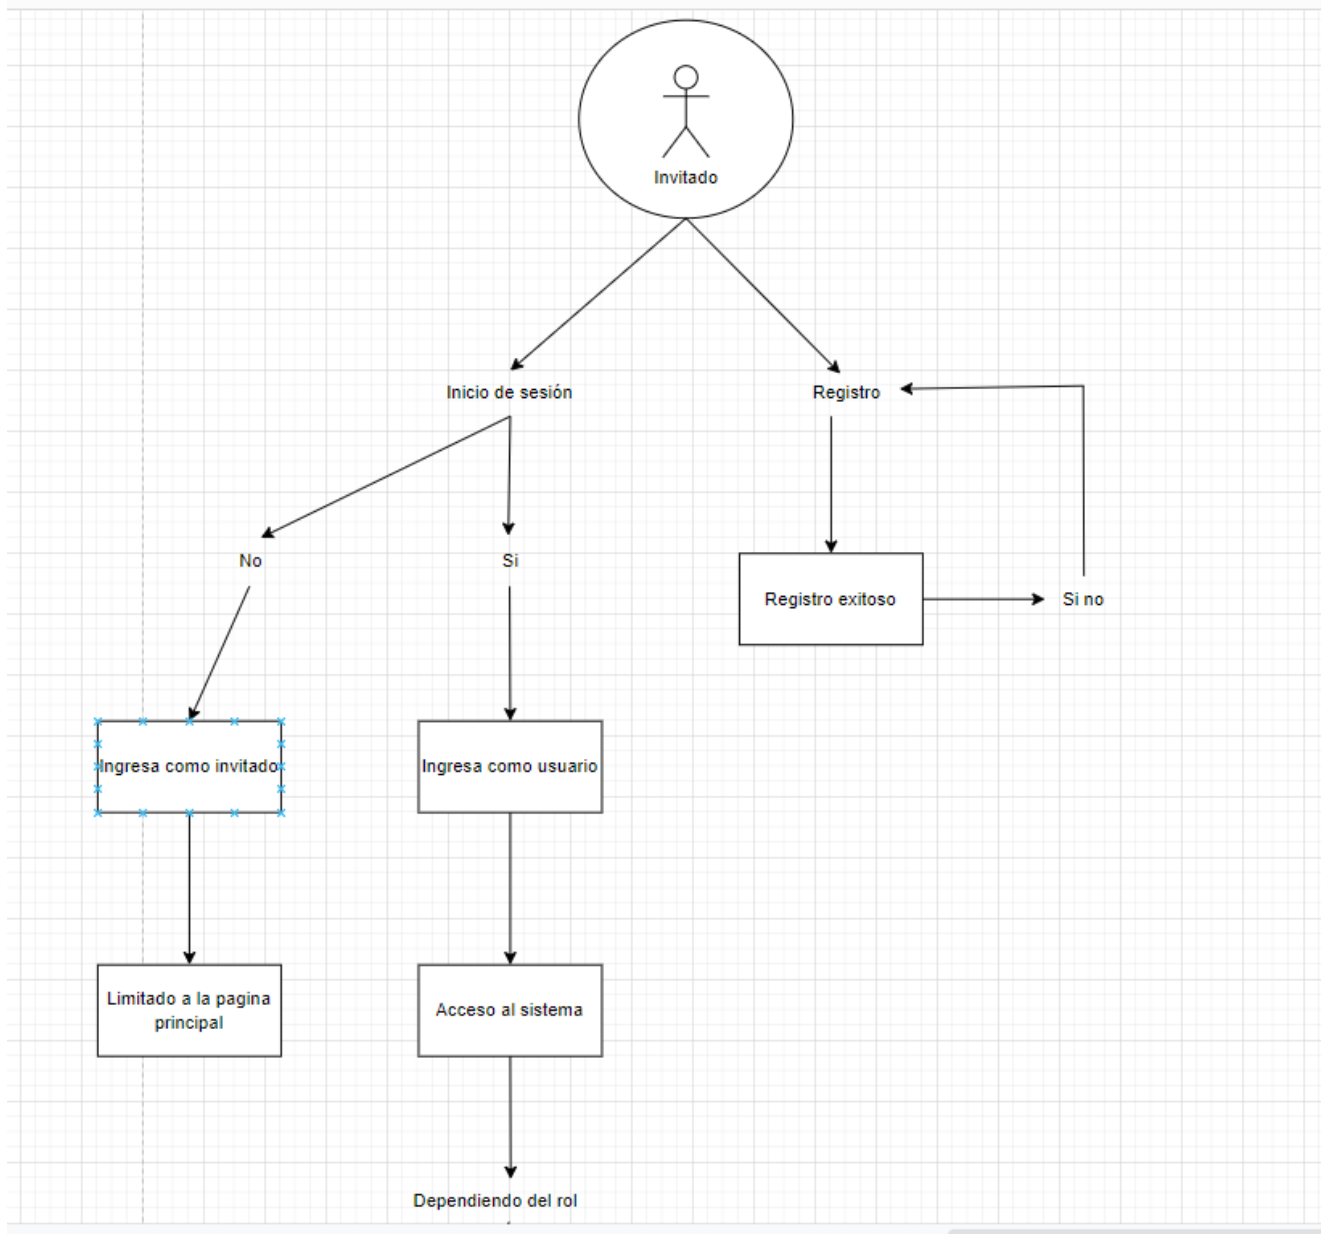 Invitado
Inicio de sesión
Registro
No
Si
Registro exitoso
Si no
Ingresa como invitado
Ingresa como usuario
Limitado a la pagina
principal
Acceso al sistema
Dependiendo del rol